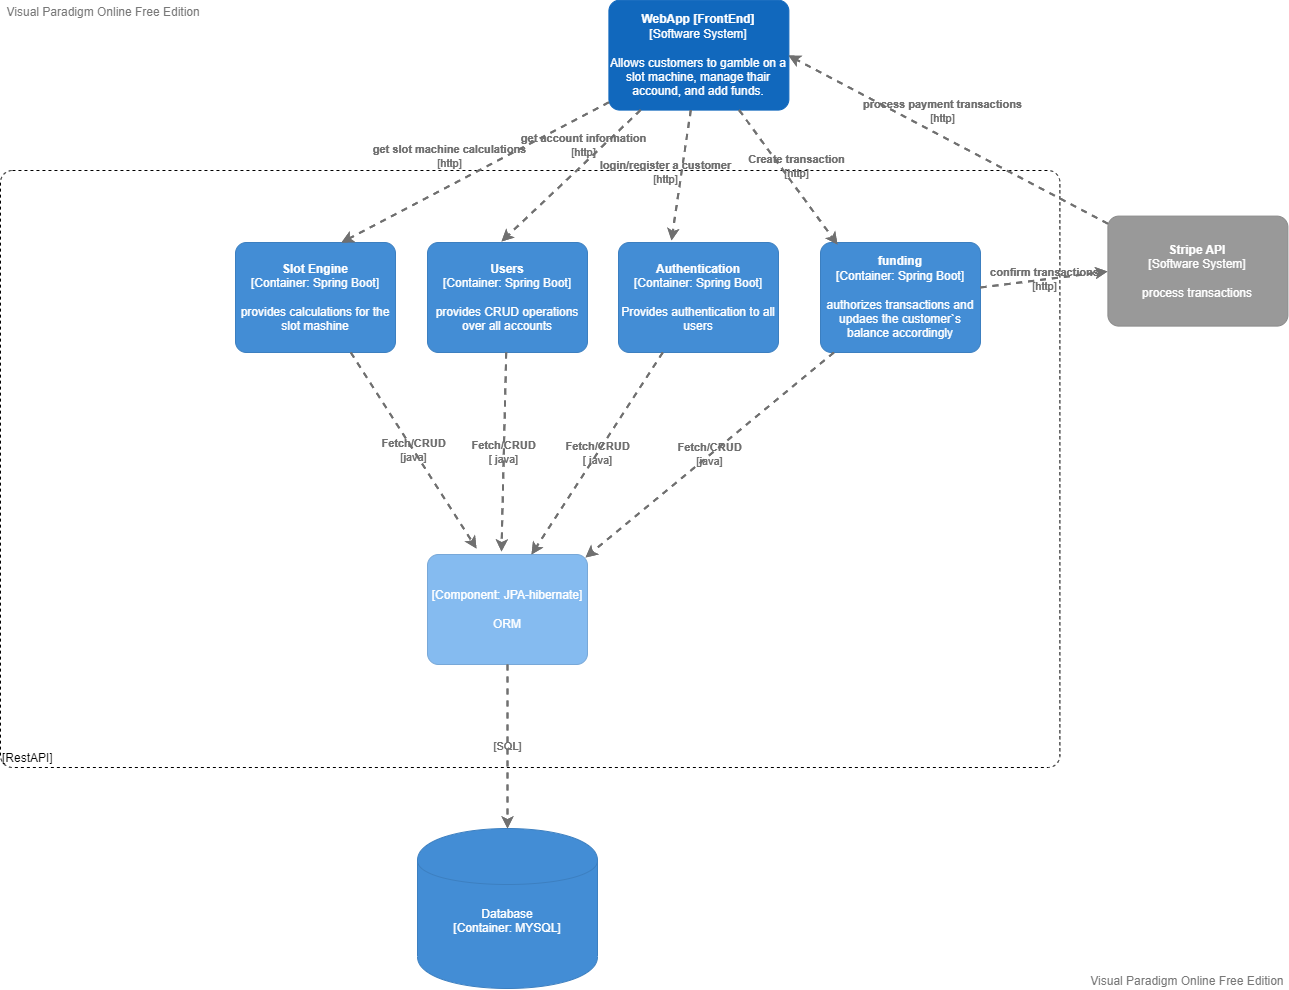 Visual Paradigm Online Free Edition
WebApp [FrontEnd]
[Software System]
Allows customers to gamble on a
slot machine, manage thair
accound, and add funds.
process payment transactions
[http]
get account information
[http]
get slot machine calculations
[http]
login/register a customer
[http]
Create transaction
[http]
Slot Engine
[Container: Spring Boot]
provides calculations for the
slot machine
Users
[Container: Spring Boot]
provides CRUD operations
over all accounts
Authentication
[Container: Spring Boot]
Provides authentication to all
users
funding
[Container: Spring Boot]
authorizes transactions and
updaes the customer`s
balance accordingly
confirm transactions
[http]
Stripe API
[Software System]
process transactions
Fetch/CRUD
[java]
Fetch/CRUD
[ java]
Fetch/CRUD
[ java]
Fetch/CRUD
[java]
[Component: JPA-hibernate]
ORM
[SQL]
[RestAPI]
Database
[Container: MYSQL]
Visual Paradigm Online Free Edition